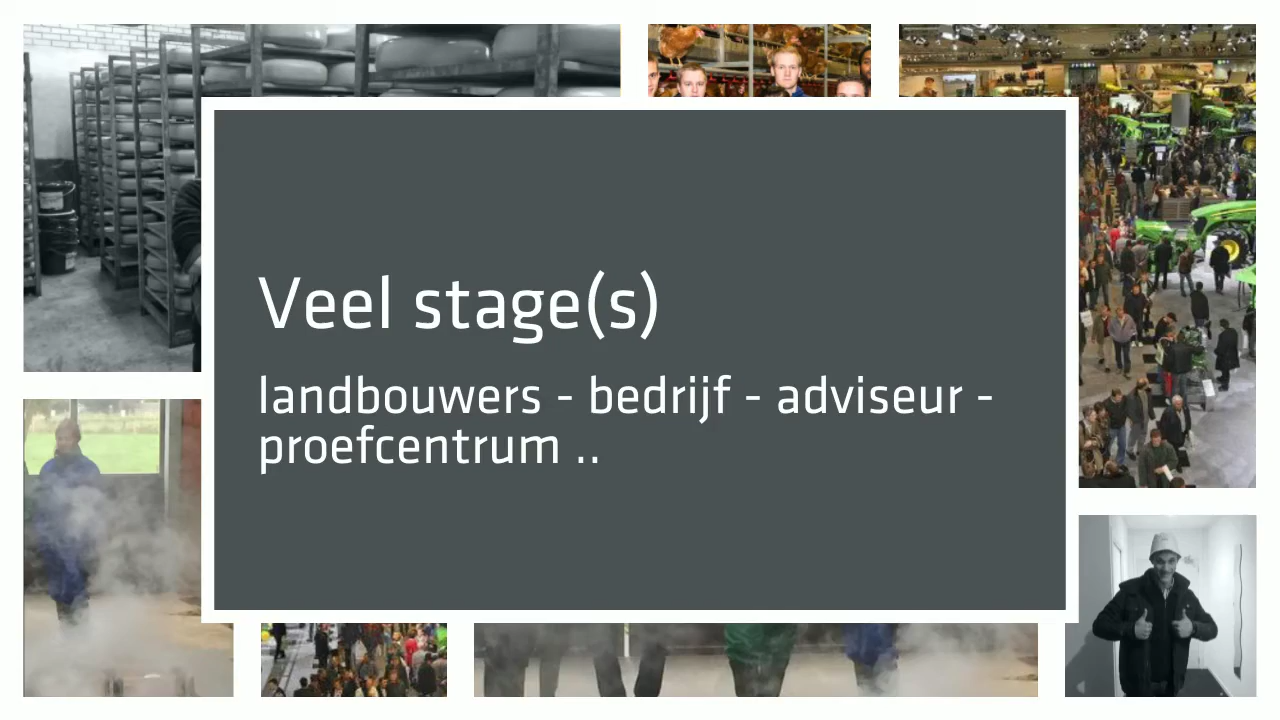 Veel stage(s)
landbouwers - bedrijf - adviseur -
proefcentrum ..